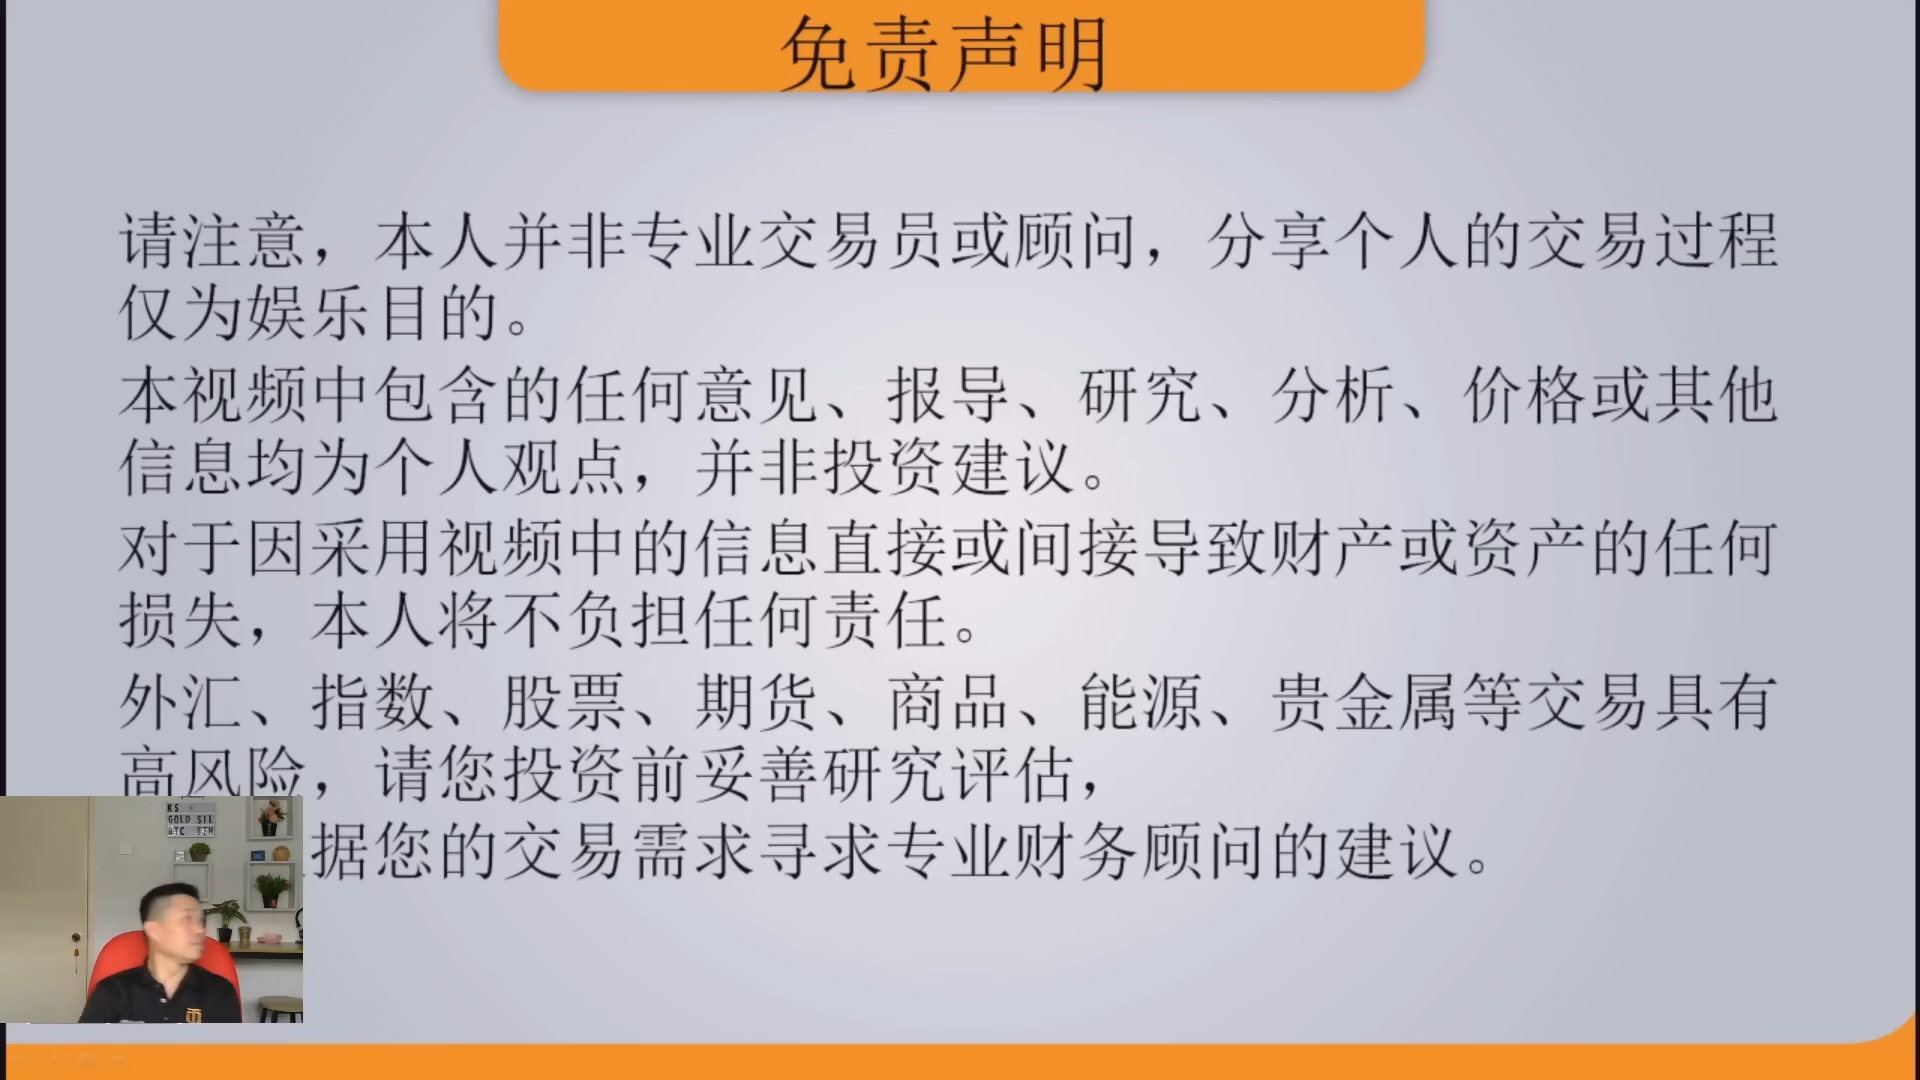 免责声明
请注意，本人并非专业交易员或顾问，分享个人的交易过程
仅为娱乐目的。
本视频中包含的任何意见、报导、研究、分析、价格或其他
信息均为个人观点，并非投资建议。
对于因采用视频中的信息直接或间接导致财产或资产的任何
损失，本人将不负担任何责任。
外汇、指数、股票、期货、商品、能源、贵金属等交易具有
高风险，请您投资前妥善研究评估，
据您的交易需求寻求专业财务顾问的建议。
KS
GOLD SIL
BTC